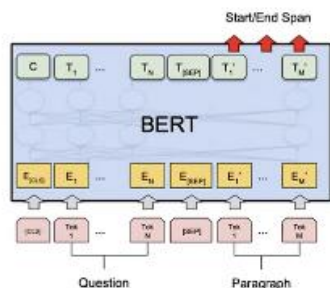 Start/End Span
C T1 ... TN T[SEP] T1' ... TM'
BERT
E[CLS] E1 ... EN E[SEP] E1' ... EM'
[CLS] Tok 1 ... Tok N [SEP] Tok 1 ... Tok M
Question Paragraph